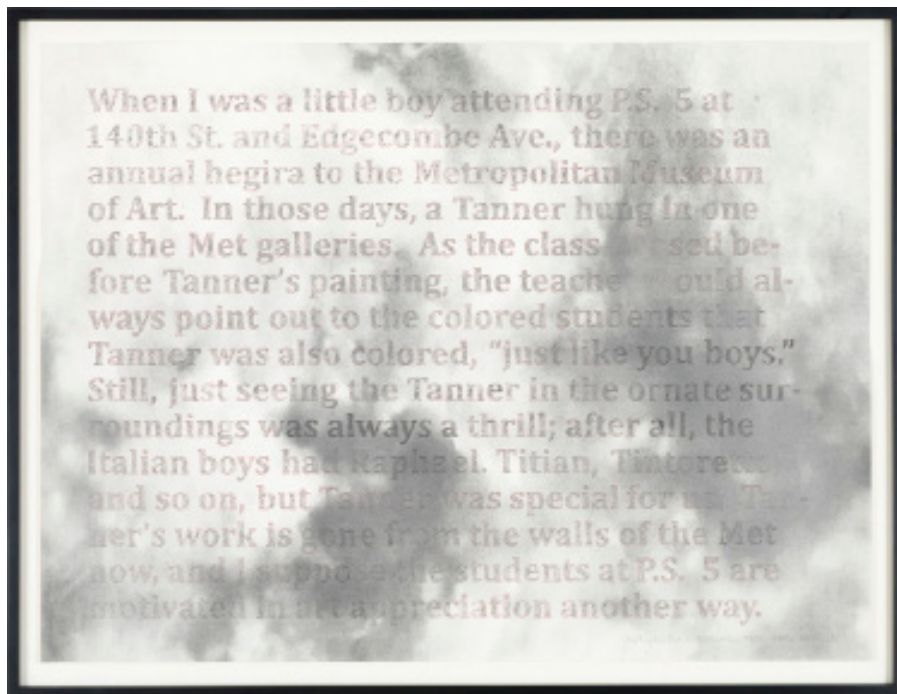 When I was a little boy attending P.S. 5 at
140th St. and Edgecombe Ave., there was an
annual hegira to the Metropolitan Museum
of Art. In those days, a Tanner hung in one
of the Met galleries. As the class be-
fore Tanner's painting, the teacher would al-
ways point out to the colored students that
Tanner was also colored, "just like you boys."
Still, just seeing the Tanner in the ornate sur-
roundings was always a thrill; after all, the
Italian boys had Raphael. Titian, Tintoretto
and so on, but Tanner was special for us. Tan-
ner's work is gone from the walls of the Met
now, and I suppose the students at P.S. 5 are
motivated in art appreciation another way.